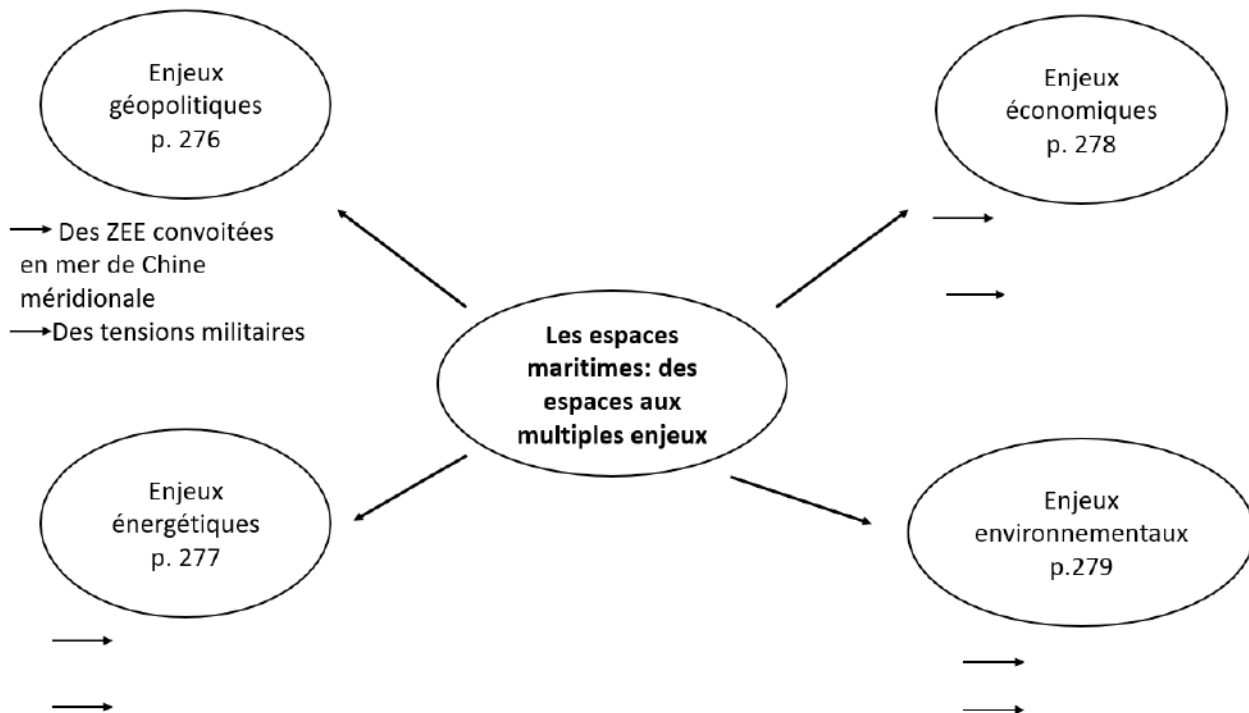 Enjeux
géopolitiques
p. 276
→ Des ZEE convoitées
en mer de Chine
méridionale
→Des tensions militaires
Enjeux
économiques
p. 278
Les espaces
maritimes: des
espaces aux
multiples enjeux
Enjeux
énergétiques
p. 277
Enjeux
environnementaux
p.279